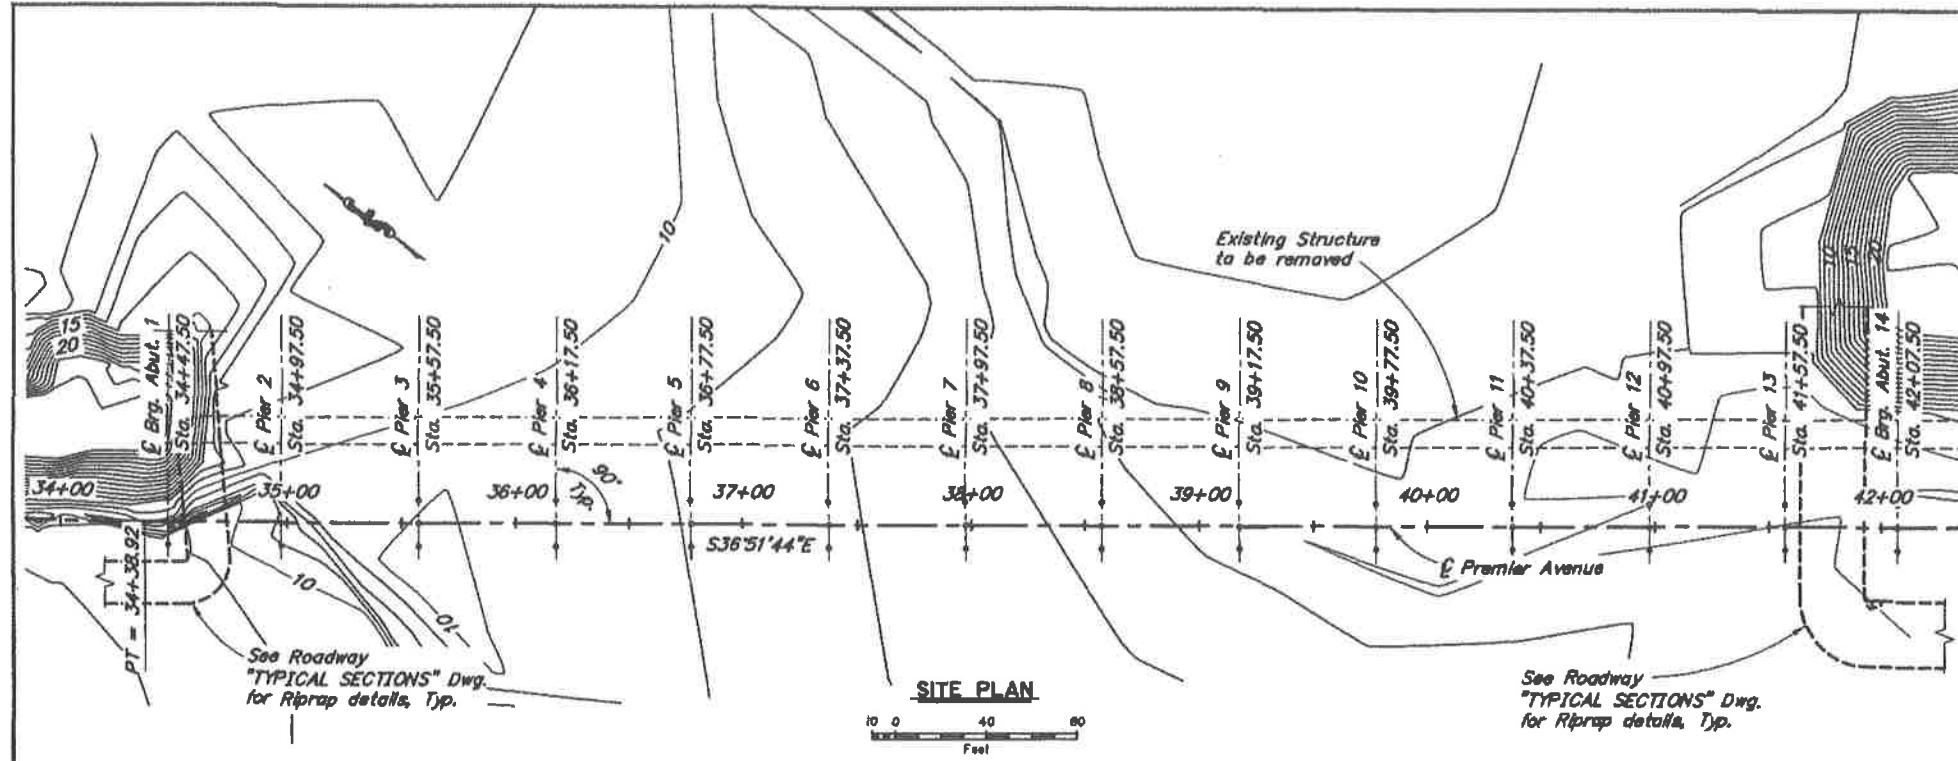 15
20
℄ Brg. Abut. 1
Sta. 34+47.50
℄ Pier 2
Sta. 34+97.50
℄ Pier 3
Sta. 35+57.50
℄ Pier 4
Sta. 36+17.50
℄ Pier 5
Sta. 36+77.50
℄ Pier 6
Sta. 37+37.50
℄ Pier 7
Sta. 37+97.50
℄ Pier 8
Sta. 38+57.50
℄ Pier 9
Sta. 39+17.50
℄ Pier 10
Sta. 39+77.50
℄ Pier 11
Sta. 40+37.50
℄ Pier 12
Sta. 40+97.50
℄ Pier 13
Sta. 41+57.50
℄ Brg. Abut. 14
Sta. 42+07.50
10
Existing Structure
to be removed
10
15
20
34+00
35+00
36+00
90°
Typ.
37+00
38+00
39+00
40+00
41+00
42+00
S36°51'44"E
℄ Premier Avenue
PT = 34+38.92
10
10
See Roadway
"TYPICAL SECTIONS" Dwg.
for Riprap details, Typ.
SITE PLAN
10 0 40 80
Feet
See Roadway
"TYPICAL SECTIONS" Dwg.
for Riprap details, Typ.